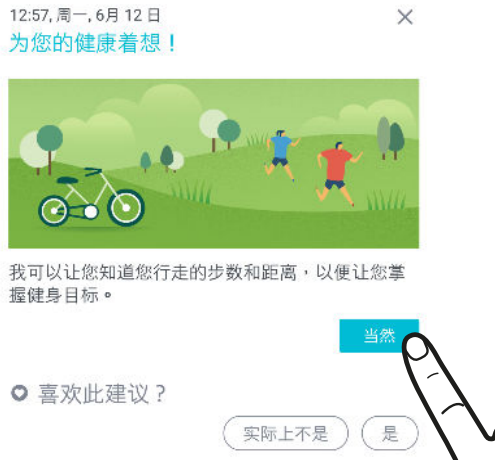 12:57, 周一, 6月 12 日
为您的健康着想！
我可以让您知道您行走的步数和距离，以便让您掌
握健身目标。
当然
喜欢此建议？
实际上不是
是